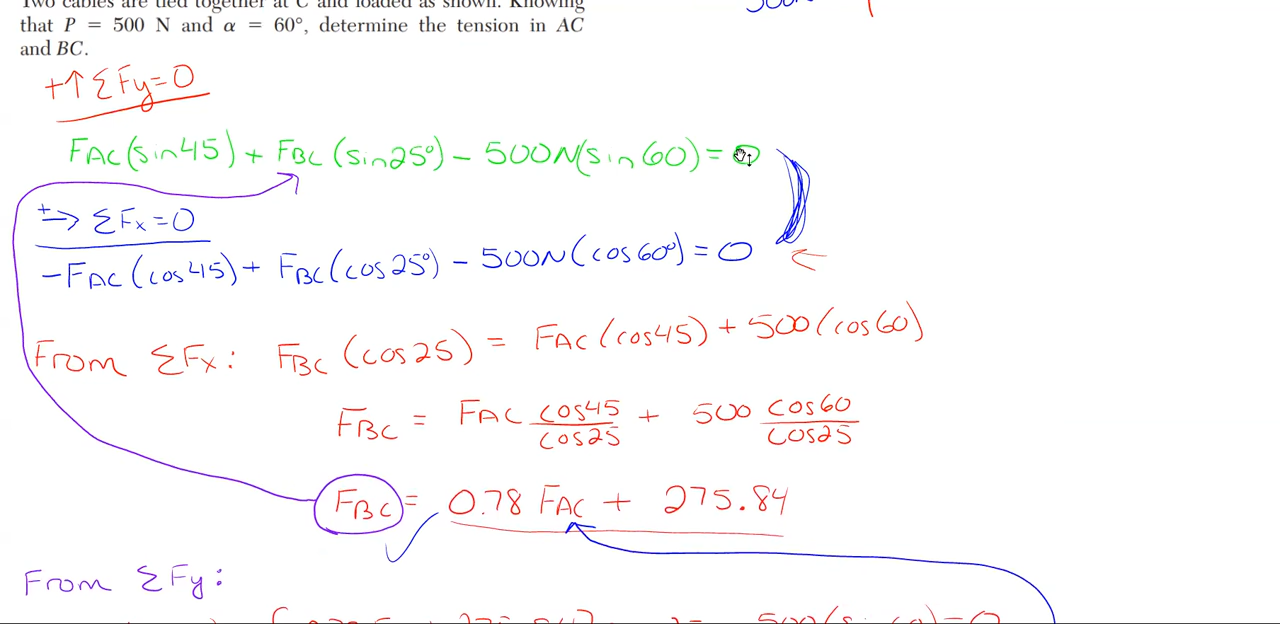 Two cables are tied together at C and loaded as shown. Knowing
that P = 500 N and α = 60°, determine the tension in AC
and BC.
+↑ ΣFy=0
FAC(sin45) + FBC(sin25°) - 500N(sin60) = 0
+→ ΣFx=0
-FAC(cos45) + FBC(cos25°) - 500N(cos60°) = 0
From ΣFx: FBC(cos25) = FAC(cos45) + 500(cos60)
FBC = FAC cos45/cos25 + 500 cos60/cos25
FBC = 0.78 FAC + 275.84
From ΣFy:
500(sin60)=0